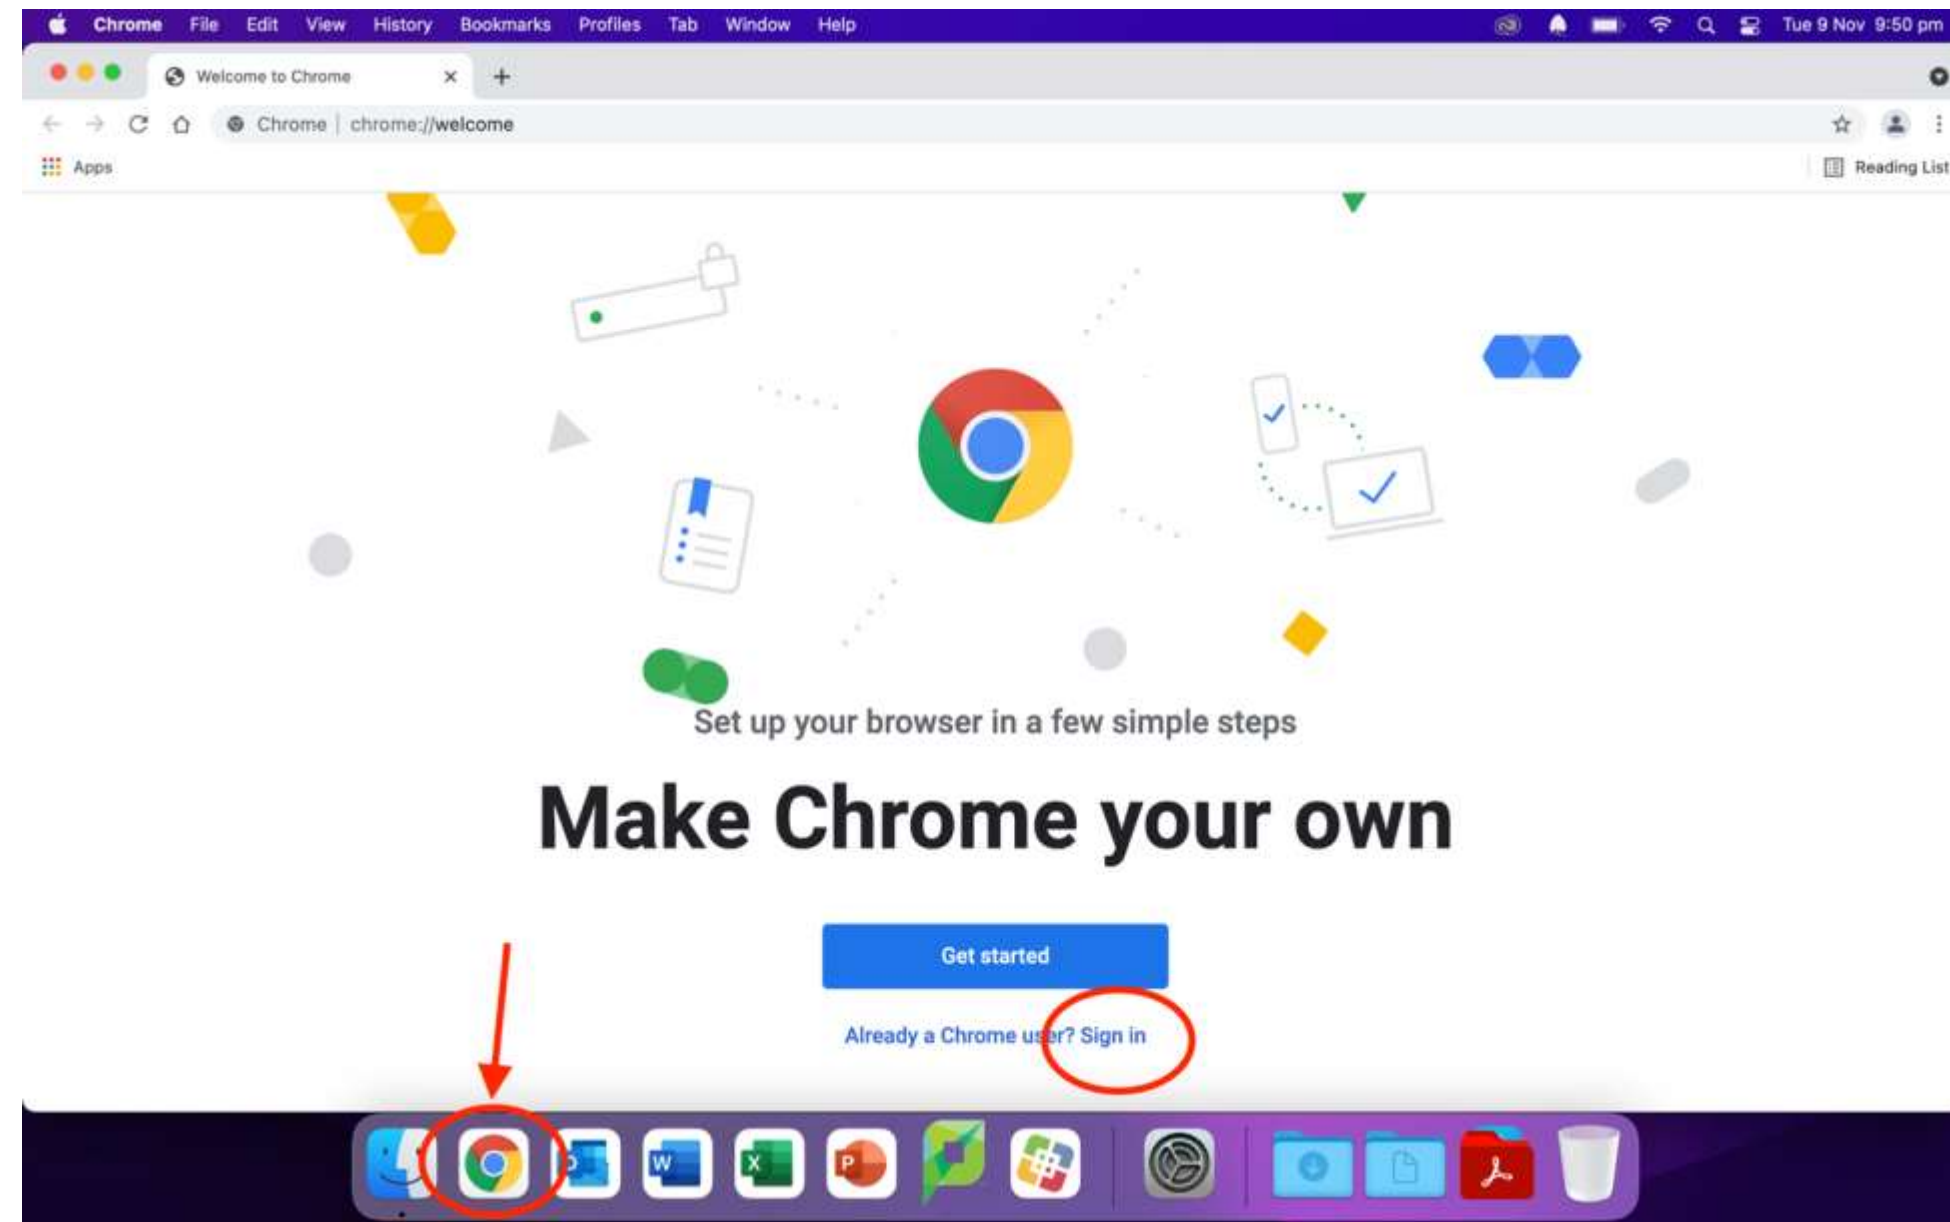 Chrome File Edit View History Bookmarks Profiles Tab Window Help Tue 9 Nov 9:50 pm
Welcome to Chrome
Chrome | chrome://welcome
Apps Reading List
Set up your browser in a few simple steps
Make Chrome your own
Get started
Already a Chrome user? Sign in
W X P